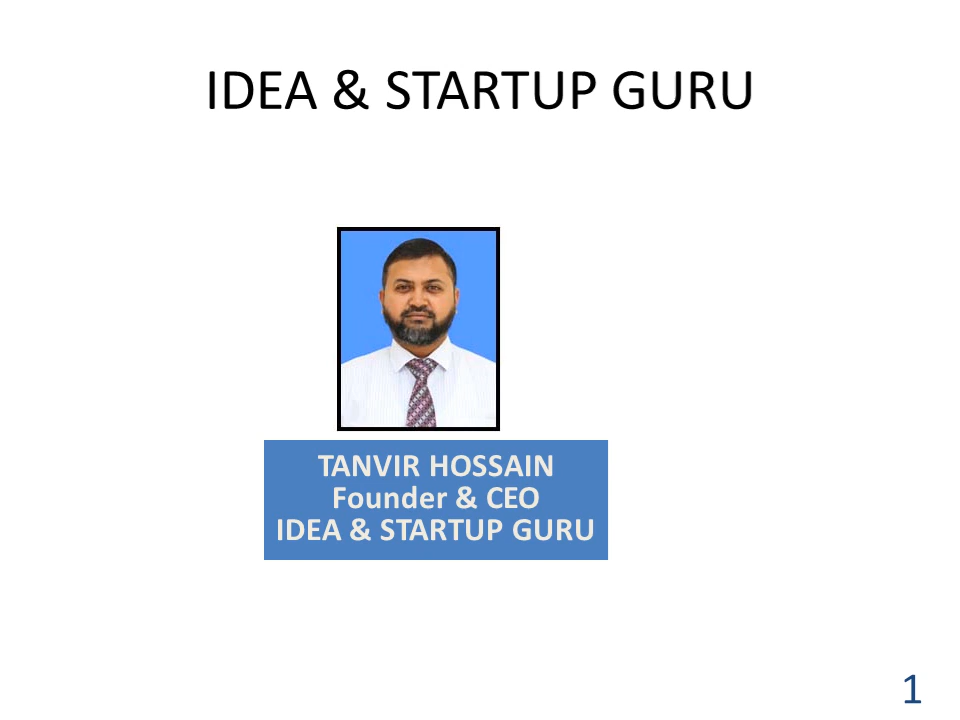 IDEA & STARTUP GURU
TANVIR HOSSAIN
Founder & CEO
IDEA & STARTUP GURU
1